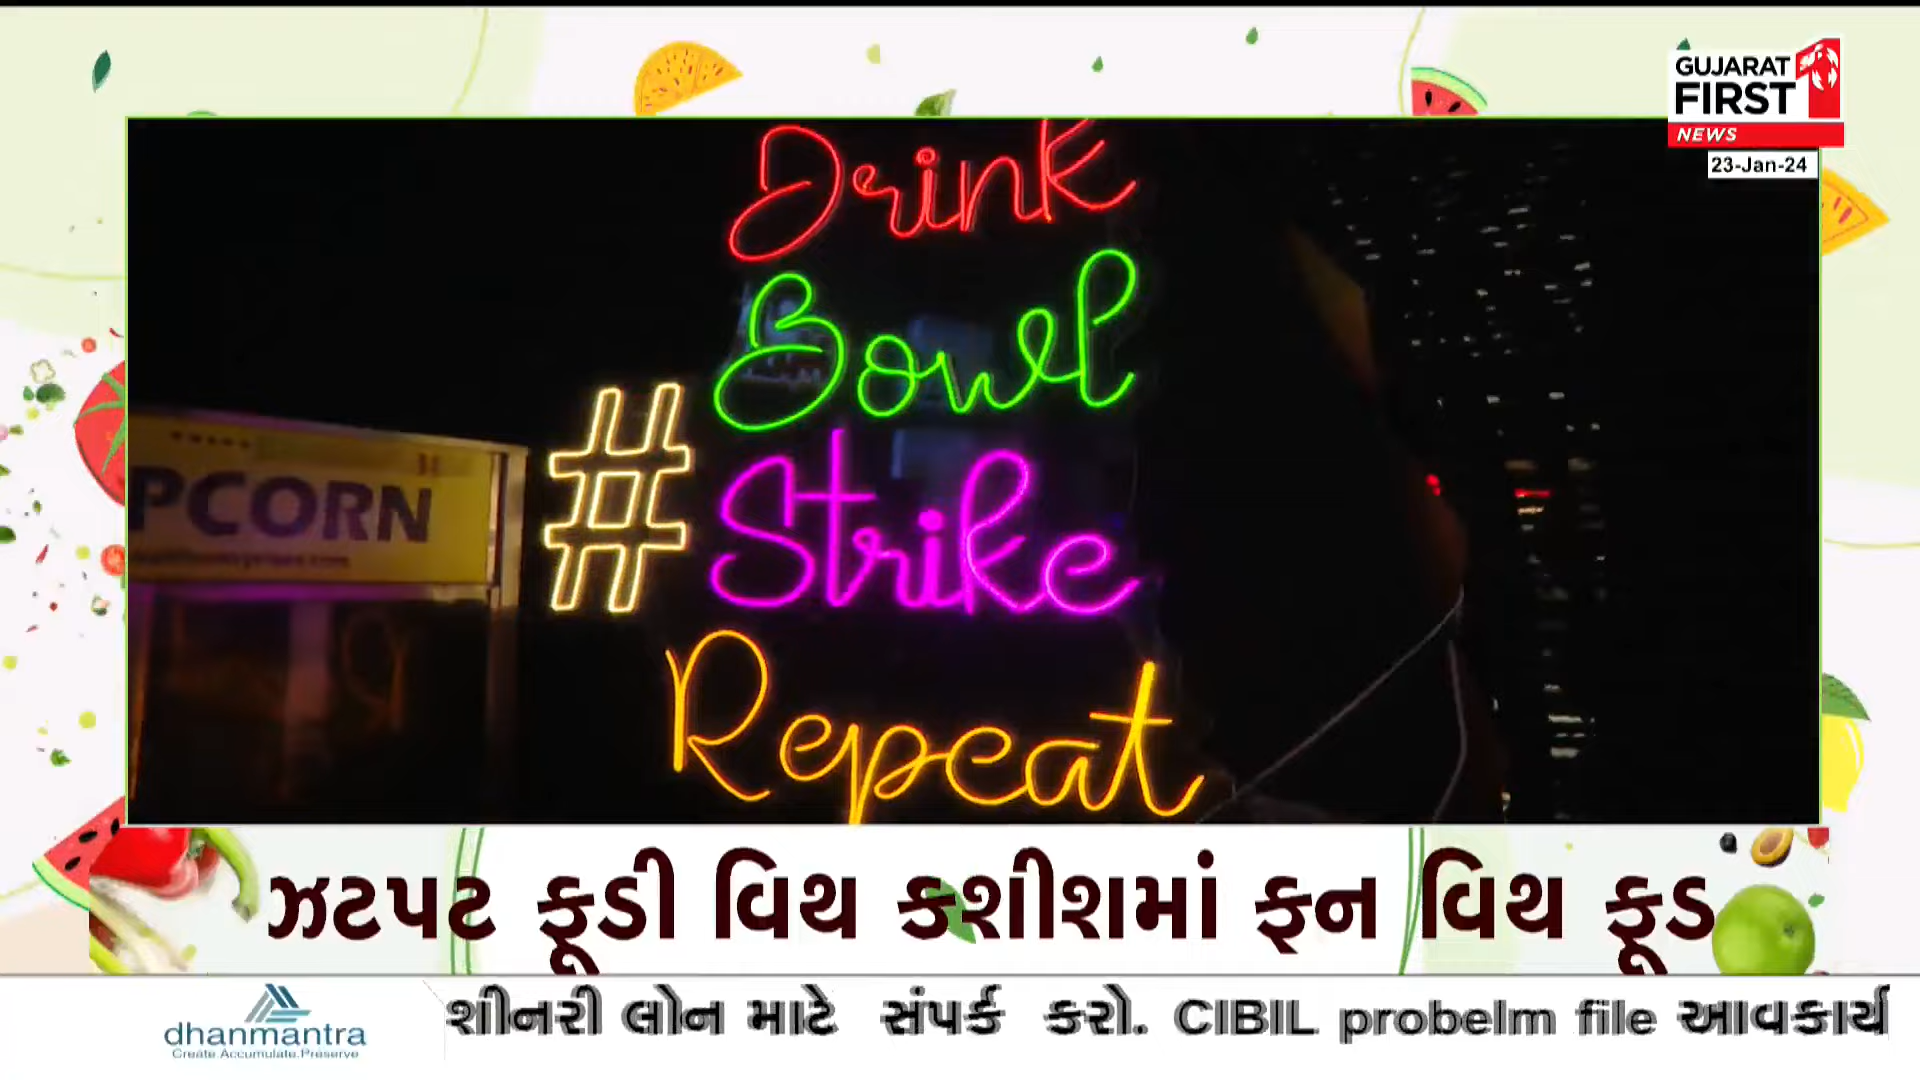 GUJARAT
FIRST
NEWS
23-Jan-24
Drink
Bowl
#Strike
Repeat
PCORN
ઝટપટ ફૂડી વિથ કશીશમાં ફન વિથ ફૂડ
dhanmantra
Create.Accumulate.Preserve
શીનરી લોન માટે સંપર્ક કરો. CIBIL probelm file આવકાર્ય